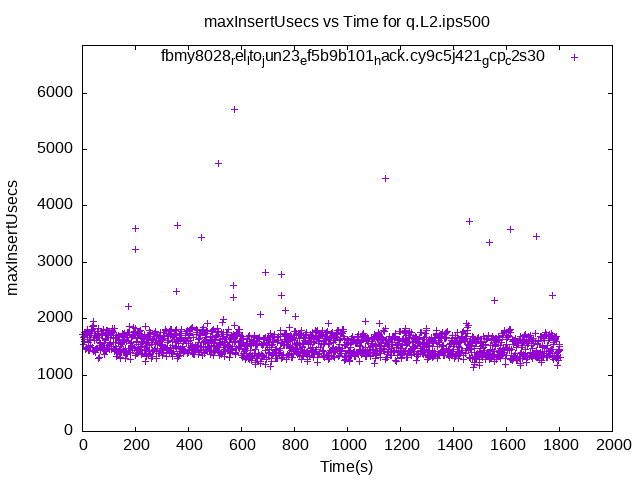 maxInsertUsecs vs Time for q.L2.ips500
fbmy8028relltojun23ef5b9b101hack.cy9c5j421gcpc2s30
maxInsertUsecs
6000
5000
4000
3000
2000
1000
0
0 200 400 600 800 1000 1200 1400 1600 1800 2000
Time(s)